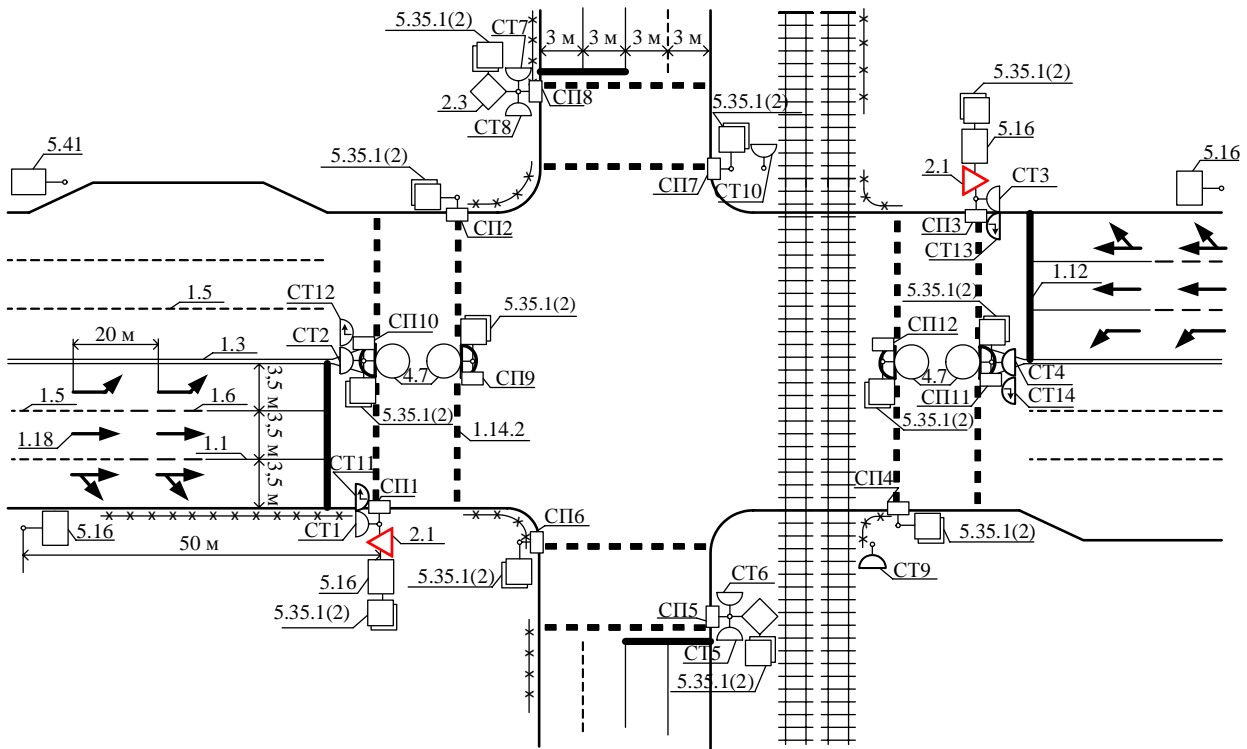 5.35.1(2)
СТ7
3 м
3 м
3 м
3 м
2.3
СП8
СТ8
5.41
5.35.1(2)
СП2
5.35.1(2)
СП7
СТ10
5.35.1(2)
5.16
2.1
СТ3
5.16
СП3
СТ13
1.12
1.5
СТ12
5.35.1(2)
СП10
СТ2
20 м
1.3
4.7
СП9
3,5 м
3,5 м
3,5 м
1.5
1.6
5.35.1(2)
1.18
1.1
1.14.2
СТ11
СП1
СТ1
2.1
5.16
50 м
5.16
5.35.1(2)
5.35.1(2)
СП6
5.35.1(2)
СП12
4.7
СТ4
СП11
СТ14
5.35.1(2)
5.35.1(2)
СП4
5.35.1(2)
СТ9
СТ6
СП5
СТ5
5.35.1(2)